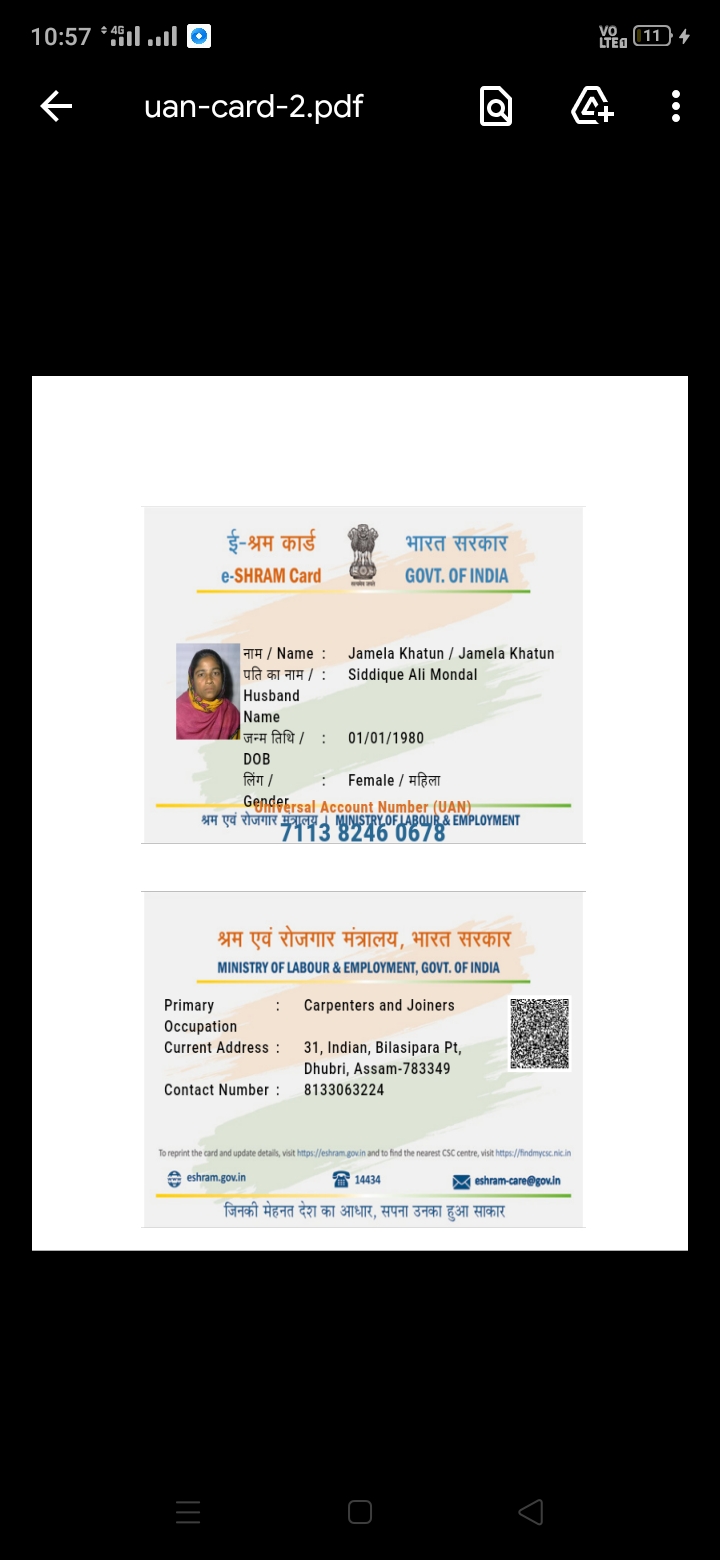 10:57 4G VO LTE 11
uan-card-2.pdf
ई-श्रम कार्ड भारत सरकार
e-SHRAM Card GOVT. OF INDIA
नाम / Name : Jamela Khatun / Jamela Khatun
पति का नाम / : Siddique Ali Mondal
Husband
Name
जन्म तिथि / : 01/01/1980
DOB
लिंग / : Female / महिला
Gender
Universal Account Number (UAN)
श्रम एवं रोजगार मंत्रालय | MINISTRY OF LABOUR & EMPLOYMENT
7113 8246 0678
श्रम एवं रोजगार मंत्रालय, भारत सरकार
MINISTRY OF LABOUR & EMPLOYMENT, GOVT. OF INDIA
Primary : Carpenters and Joiners
Occupation
Current Address : 31, Indian, Bilasipara Pt,
Dhubri, Assam-783349
Contact Number : 8133063224
To reprint the card and update details, visit https://eshram.gov.in and to find the nearest CSC centre, visit https://findmycsc.nic.in
eshram.gov.in 14434 eshram-care@gov.in
जिनकी मेहनत देश का आधार, सपना उनका हुआ साकार